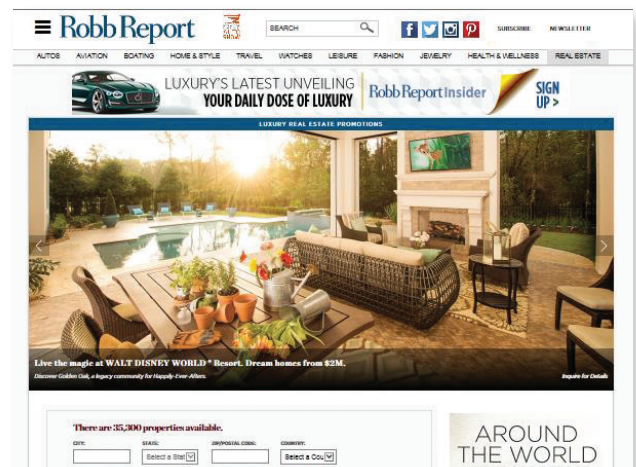 Robb Report
SEARCH
SUBSCRIBE NEWSLETTER
AUTOS AVIATION BOATING HOME & STYLE TRAVEL WATCHES LEISURE FASHION JEWELRY HEALTH & WELLNESS REAL ESTATE
LUXURY'S LATEST UNVEILING
YOUR DAILY DOSE OF LUXURY
Robb Report Insider
SIGN
UP >
LUXURY REAL ESTATE PROMOTIONS
Live the magic at WALT DISNEY WORLD® Resort. Dream homes from $2M.
Discover Golden Oak, a legacy community for Happily-Ever-Afters.
Inquire for Details
There are 35,300 properties available.
CITY: STATE: ZIP/POSTAL CODE: COUNTRY:
Select a Stat Select a Cou
AROUND
THE WORLD